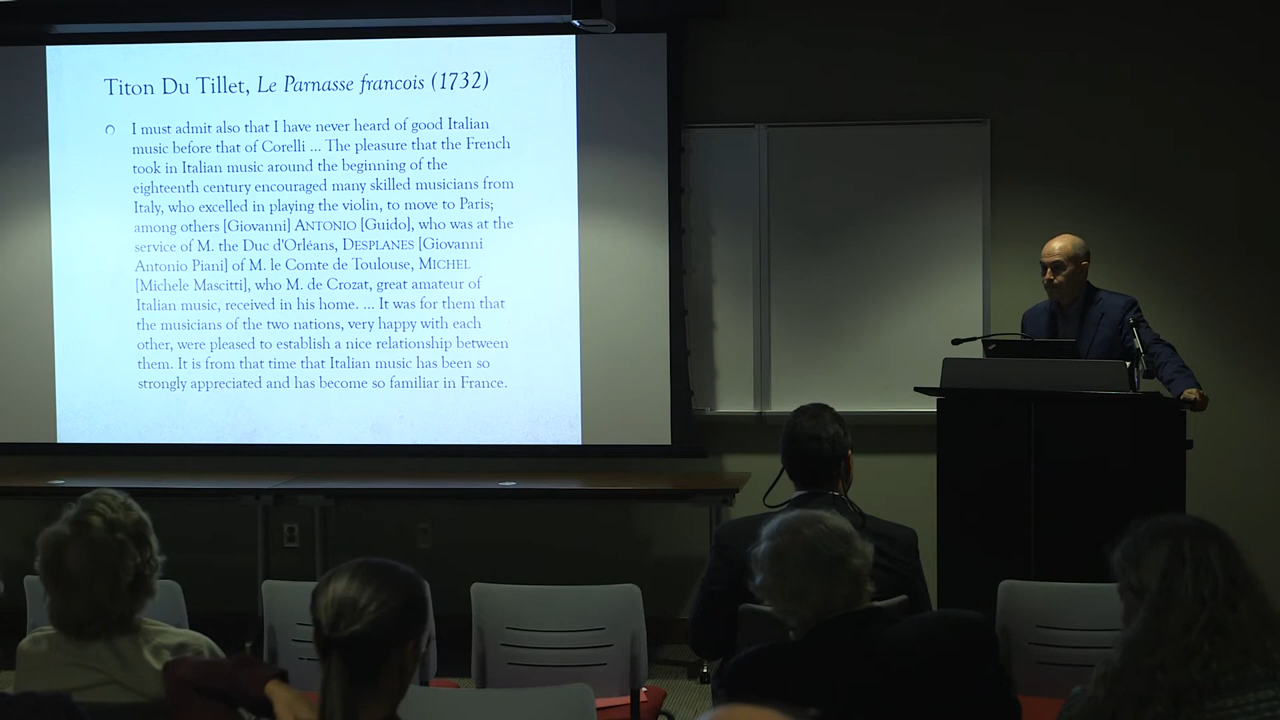 Titon Du Tillet, Le Parnasse francois (1732)
I must admit also that I have never heard of good Italian
music before that of Corelli ... The pleasure that the French
took in Italian music around the beginning of the
eighteenth century encouraged many skilled musicians from
Italy, who excelled in playing the violin, to move to Paris;
among others [Giovanni] ANTONIO [Guido], who was at the
service of M. the Duc d'Orléans, DESPLANES [Giovanni
Antonio Piani] of M. le Comte de Toulouse, MICHEL
[Michele Mascitti], who M. de Crozat, great amateur of
Italian music, received in his home. ... It was for them that
the musicians of the two nations, very happy with each
other, were pleased to establish a nice relationship between
them. It is from that time that Italian music has been so
strongly appreciated and has become so familiar in France.